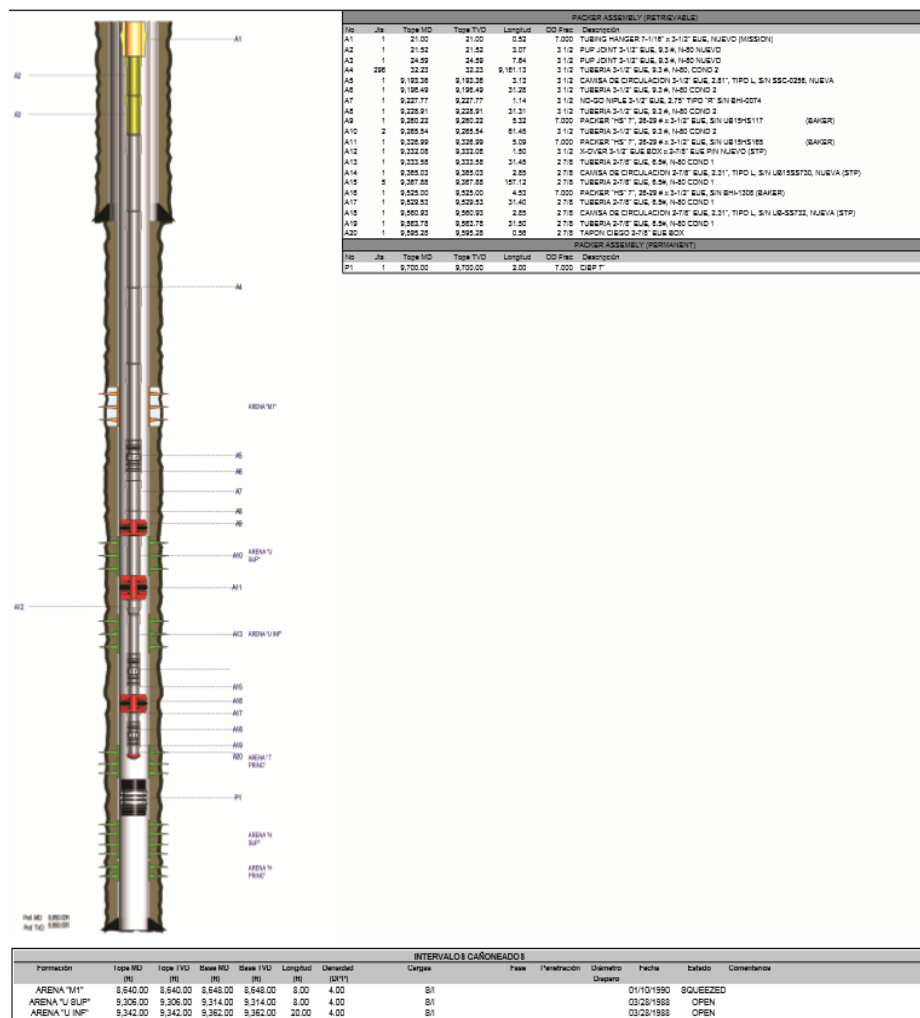 PACKER ASSEMBLY (RETRIEVABLE)
No Jts Tope MD Tope TVD Longitud OD Frac Descripción
A1 1 21.00 21.00 0.52 7.000 TUBING HANGER 7-1/16" x 3-1/2" EUE, NUEVO (MISSION)
A2 1 21.52 21.52 3.07 3 1/2 PUP JOINT 3-1/2" EUE, 9.3 #, N-80 NUEVO
A3 1 24.59 24.59 7.64 3 1/2 PUP JOINT 3-1/2" EUE, 9.3 #, N-80 NUEVO
A4 296 32.23 32.23 9,161.13 3 1/2 TUBERIA 3-1/2" EUE, 9.3 #, N-80, COND 2
A5 1 9,193.36 9,193.36 3.13 3 1/2 CAMISA DE CIRCULACION 3-1/2" EUE, 2.81", TIPO L, S/N SSC-0256, NUEVA
A6 1 9,196.49 9,196.49 31.28 3 1/2 TUBERIA 3-1/2" EUE, 9.3 #, N-80 COND 2
A7 1 9,227.77 9,227.77 1.14 3 1/2 NO-GO NIPLE 3-1/2" EUE, 2.75" TIPO "R" S/N BHI-0074
A8 1 9,228.91 9,228.91 31.31 3 1/2 TUBERIA 3-1/2" EUE, 9.3 #, N-80 COND 2
A9 1 9,260.22 9,260.22 5.32 7.000 PACKER "HS" 7", 26-29 # x 3-1/2" EUE, S/N UB15HS117 (BAKER)
A10 2 9,265.54 9,265.54 61.45 3 1/2 TUBERIA 3-1/2" EUE, 9.3 #, N-80 COND 2
A11 1 9,326.99 9,326.99 5.09 7.000 PACKER "HS" 7", 26-29 # x 3-1/2" EUE, S/N UB15HS165 (BAKER)
A12 1 9,332.08 9,332.08 1.50 3 1/2 X-OVER 3-1/2" EUE BOX x 2-7/8" EUE PIN NUEVO (STP)
A13 1 9,333.58 9,333.58 31.45 2 7/8 TUBERIA 2-7/8" EUE, 6.5#, N-80 COND 1
A14 1 9,365.03 9,365.03 2.85 2 7/8 CAMISA DE CIRCULACION 2-7/8" EUE, 2.31", TIPO L, S/N UB15SS730, NUEVA (STP)
A15 5 9,367.88 9,367.88 157.12 2 7/8 TUBERIA 2-7/8" EUE, 6.5#, N-80 COND 1
A16 1 9,525.00 9,525.00 4.53 7.000 PACKER "HS" 7", 26-29 # x 3-1/2" EUE, S/N BHI-1306 (BAKER)
A17 1 9,529.53 9,529.53 31.40 2 7/8 TUBERIA 2-7/8" EUE, 6.5#, N-80 COND 1
A18 1 9,560.93 9,560.93 2.85 2 7/8 CAMISA DE CIRCULACION 2-7/8" EUE, 2.31", TIPO L, S/N UB-SS732, NUEVA (STP)
A19 1 9,563.78 9,563.78 31.50 2 7/8 TUBERIA 2-7/8" EUE, 6.5#, N-80 COND 1
A20 1 9,595.28 9,595.28 0.56 2 7/8 TAPON CIEGO 2-7/8" EUE BOX
PACKER ASSEMBLY (PERMANENT)
No Jts Tope MD Tope TVD Longitud OD Frac Descripción
P1 1 9,700.00 9,700.00 2.00 7.000 CIBP 7"
A1
A2
A3
A4
ARENA "M1"
A5
A6
A7
A8
A9
A10 ARENA "U
SUP"
A11
A12
A13 ARENA "U INF"
A15
A16
A17
A18
A19
A20 ARENA "T
PRINC"
P1
ARENA "H
SUP"
ARENA "H
PRINC"
Prof. MD:
Prof. TVD:
INTERVALOS CAÑONEADOS
Formación Tope MD Tope TVD Base MD Base TVD Longitud Densidad Cargas Fase Penetración Diámetro Fecha Estado Comentarios
(ft) (ft) (ft) (ft) (ft) (DPP) Disparo
ARENA "M1" 8,640.00 8,640.00 8,648.00 8,648.00 8.00 4.00 S/I 01/10/1990 SQUEEZED
ARENA "U SUP" 9,306.00 9,306.00 9,314.00 9,314.00 8.00 4.00 S/I 03/28/1988 OPEN
ARENA "U INF" 9,342.00 9,342.00 9,362.00 9,362.00 20.00 4.00 S/I 03/28/1988 OPEN